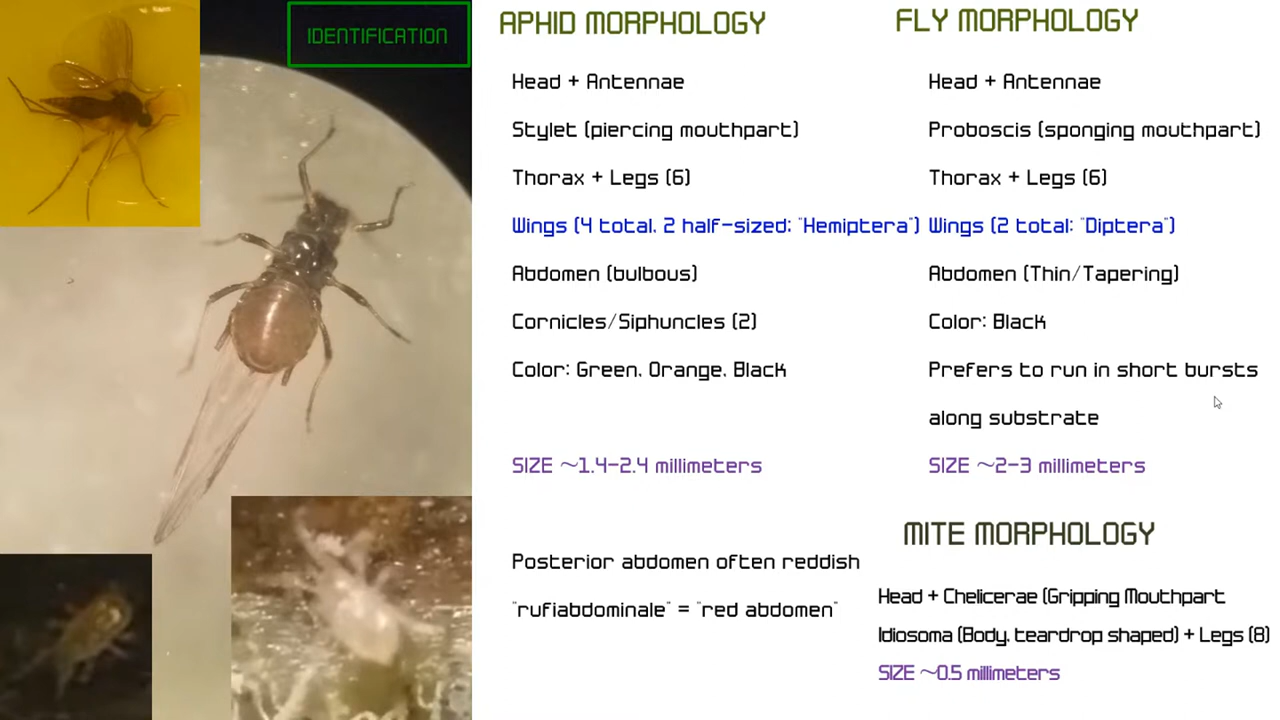 IDENTIFICATION
APHID MORPHOLOGY
Head + Antennae
Stylet (piercing mouthpart)
Thorax + Legs (6)
Wings (4 total, 2 half-sized; "Hemiptera")
Abdomen (bulbous)
Cornicles/Siphuncles (2)
Color: Green, Orange, Black
SIZE ~1.4-2.4 millimeters
Posterior abdomen often reddish
"rufiabdominale" = "red abdomen"
FLY MORPHOLOGY
Head + Antennae
Proboscis (sponging mouthpart)
Thorax + Legs (6)
Wings (2 total; "Diptera")
Abdomen (Thin/Tapering)
Color: Black
Prefers to run in short bursts
along substrate
SIZE ~2-3 millimeters
MITE MORPHOLOGY
Head + Chelicerae (Gripping Mouthpart
Idiosoma (Body, teardrop shaped) + Legs (8)
SIZE ~0.5 millimeters